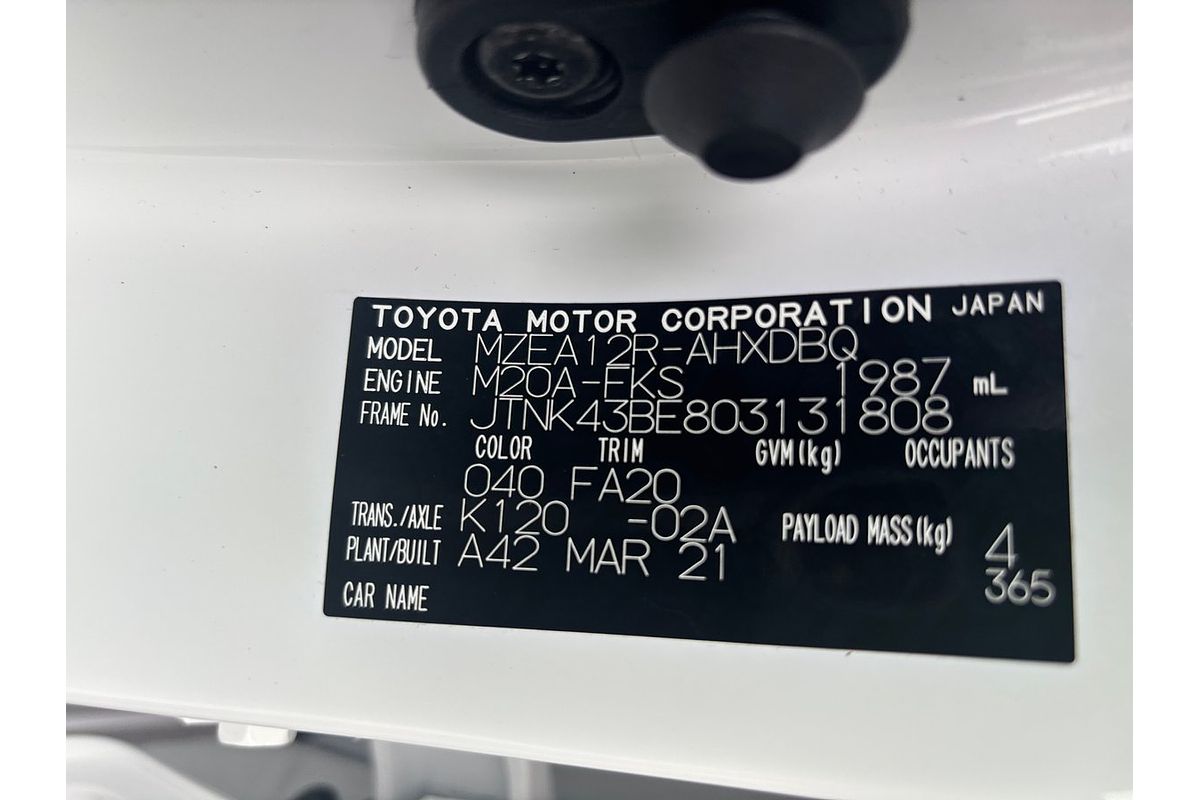 TOYOTA MOTOR CORPORATION JAPAN
MODEL MZEA12R-AHXDBQ
ENGINE M20A-FKS 1987 mL
FRAME No. JTNK43BE803131808
COLOR TRIM GVM(kg) OCCUPANTS
040 FA20
TRANS./AXLE K120 -02A PAYLOAD MASS(kg) 4
PLANT/BUILT A42 MAR 21 365
CAR NAME